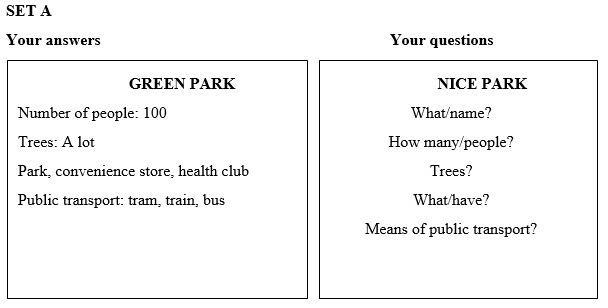 SET A
Your answers
Your questions
GREEN PARK
Number of people: 100
Trees: A lot
Park, convenience store, health club
Public transport: tram, train, bus
NICE PARK
What/name?
How many/people?
Trees?
What/have?
Means of public transport?